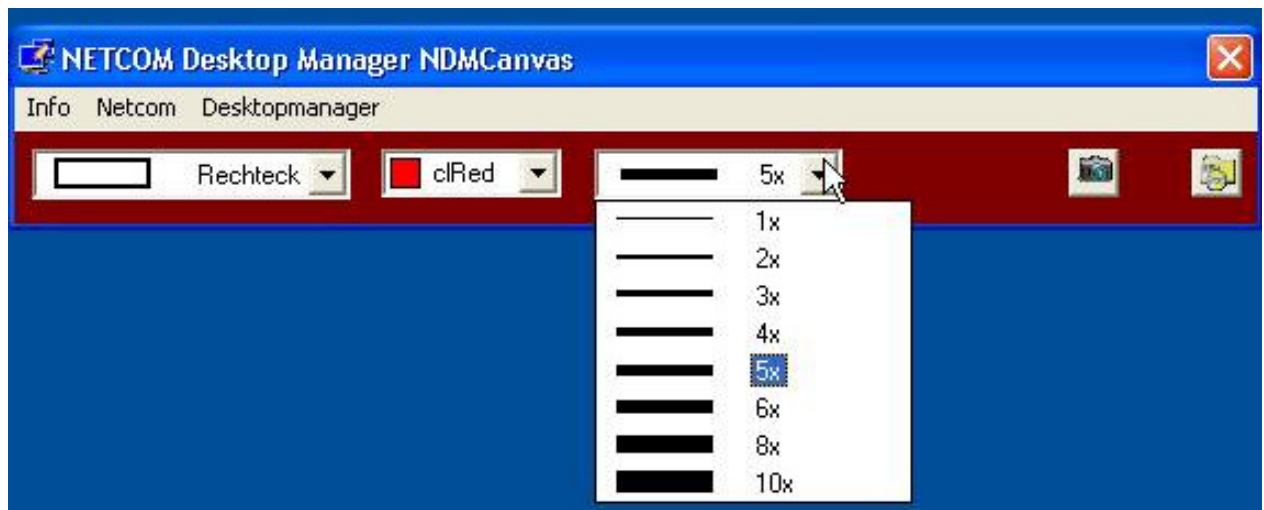 NETCOM Desktop Manager NDMCanvas
Info Netcom Desktopmanager
Rechteck clRed 5x
1x
2x
3x
4x
5x
6x
8x
10x